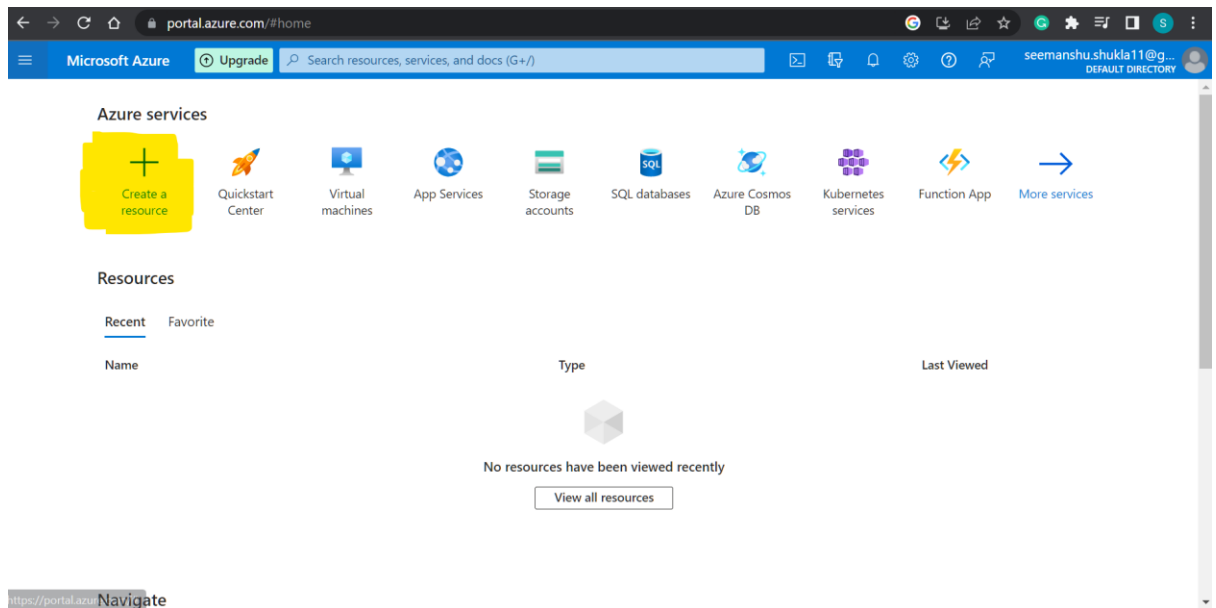 portal.azure.com/#home
S
Microsoft Azure
Upgrade
Search resources, services, and docs (G+/)
seemanshu.shukla11@g...
DEFAULT DIRECTORY
Azure services
Create a
resource
Quickstart
Center
Virtual
machines
App Services
Storage
accounts
SQL
SQL databases
Azure Cosmos
DB
Kubernetes
services
Function App
More services
Resources
Recent
Favorite
Name
Type
Last Viewed
No resources have been viewed recently
View all resources
https://portal.azur
Navigate